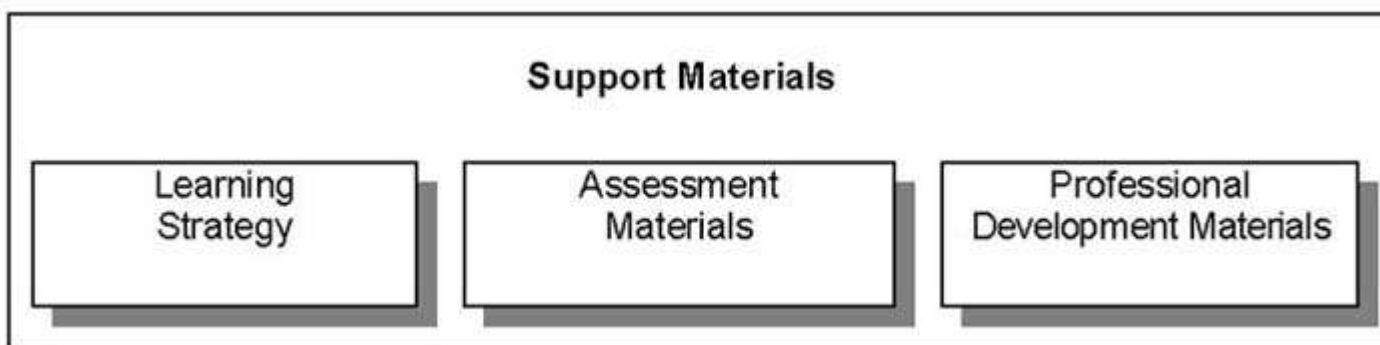 Support Materials
Learning
Strategy
Assessment
Materials
Professional
Development Materials